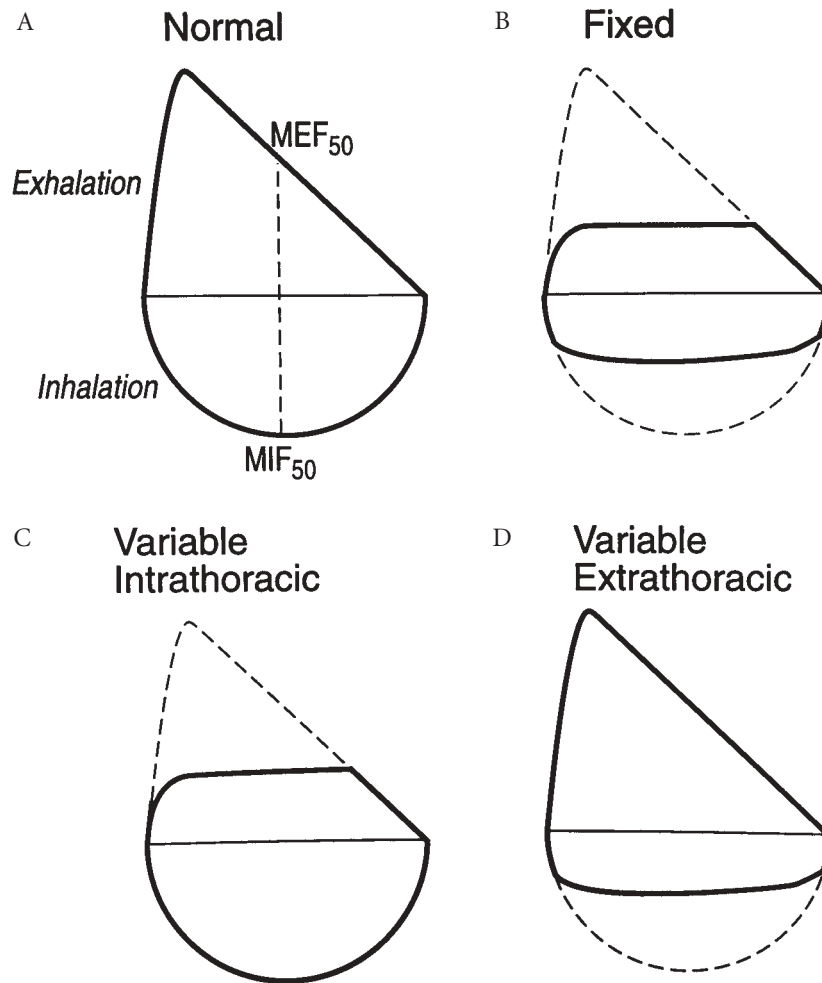 A
Normal
Exhalation
MEF50
Inhalation
MIF50
B
Fixed
C
Variable
Intrathoracic
D
Variable
Extrathoracic